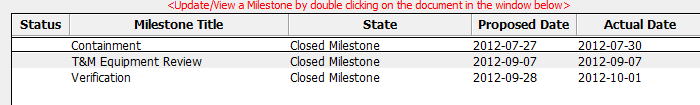 <Update/View a Milestone by double clicking on the document in the window below>
Status Milestone Title State Proposed Date Actual Date
Containment Closed Milestone 2012-07-27 2012-07-30
T&M Equipment Review Closed Milestone 2012-09-07 2012-09-07
Verification Closed Milestone 2012-09-28 2012-10-01